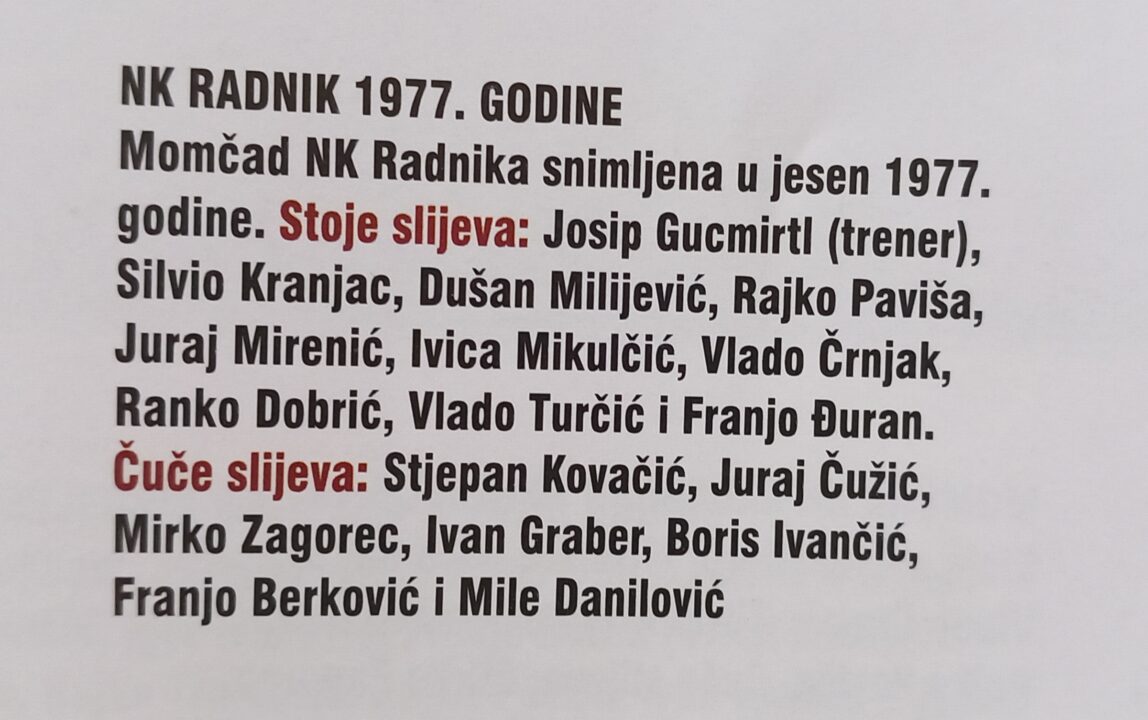 NK RADNIK 1977. GODINE
Momčad NK Radnika snimljena u jesen 1977.
godine. Stoje slijeva: Josip Gucmirtl (trener),
Silvio Kranjac, Dušan Milijević, Rajko Paviša,
Juraj Mirenić, Ivica Mikulčić, Vlado Črnjak,
Ranko Dobrić, Vlado Turčić i Franjo Đuran.
Čuče slijeva: Stjepan Kovačić, Juraj Čužić,
Mirko Zagorec, Ivan Graber, Boris Ivančić,
Franjo Berković i Mile Danilović